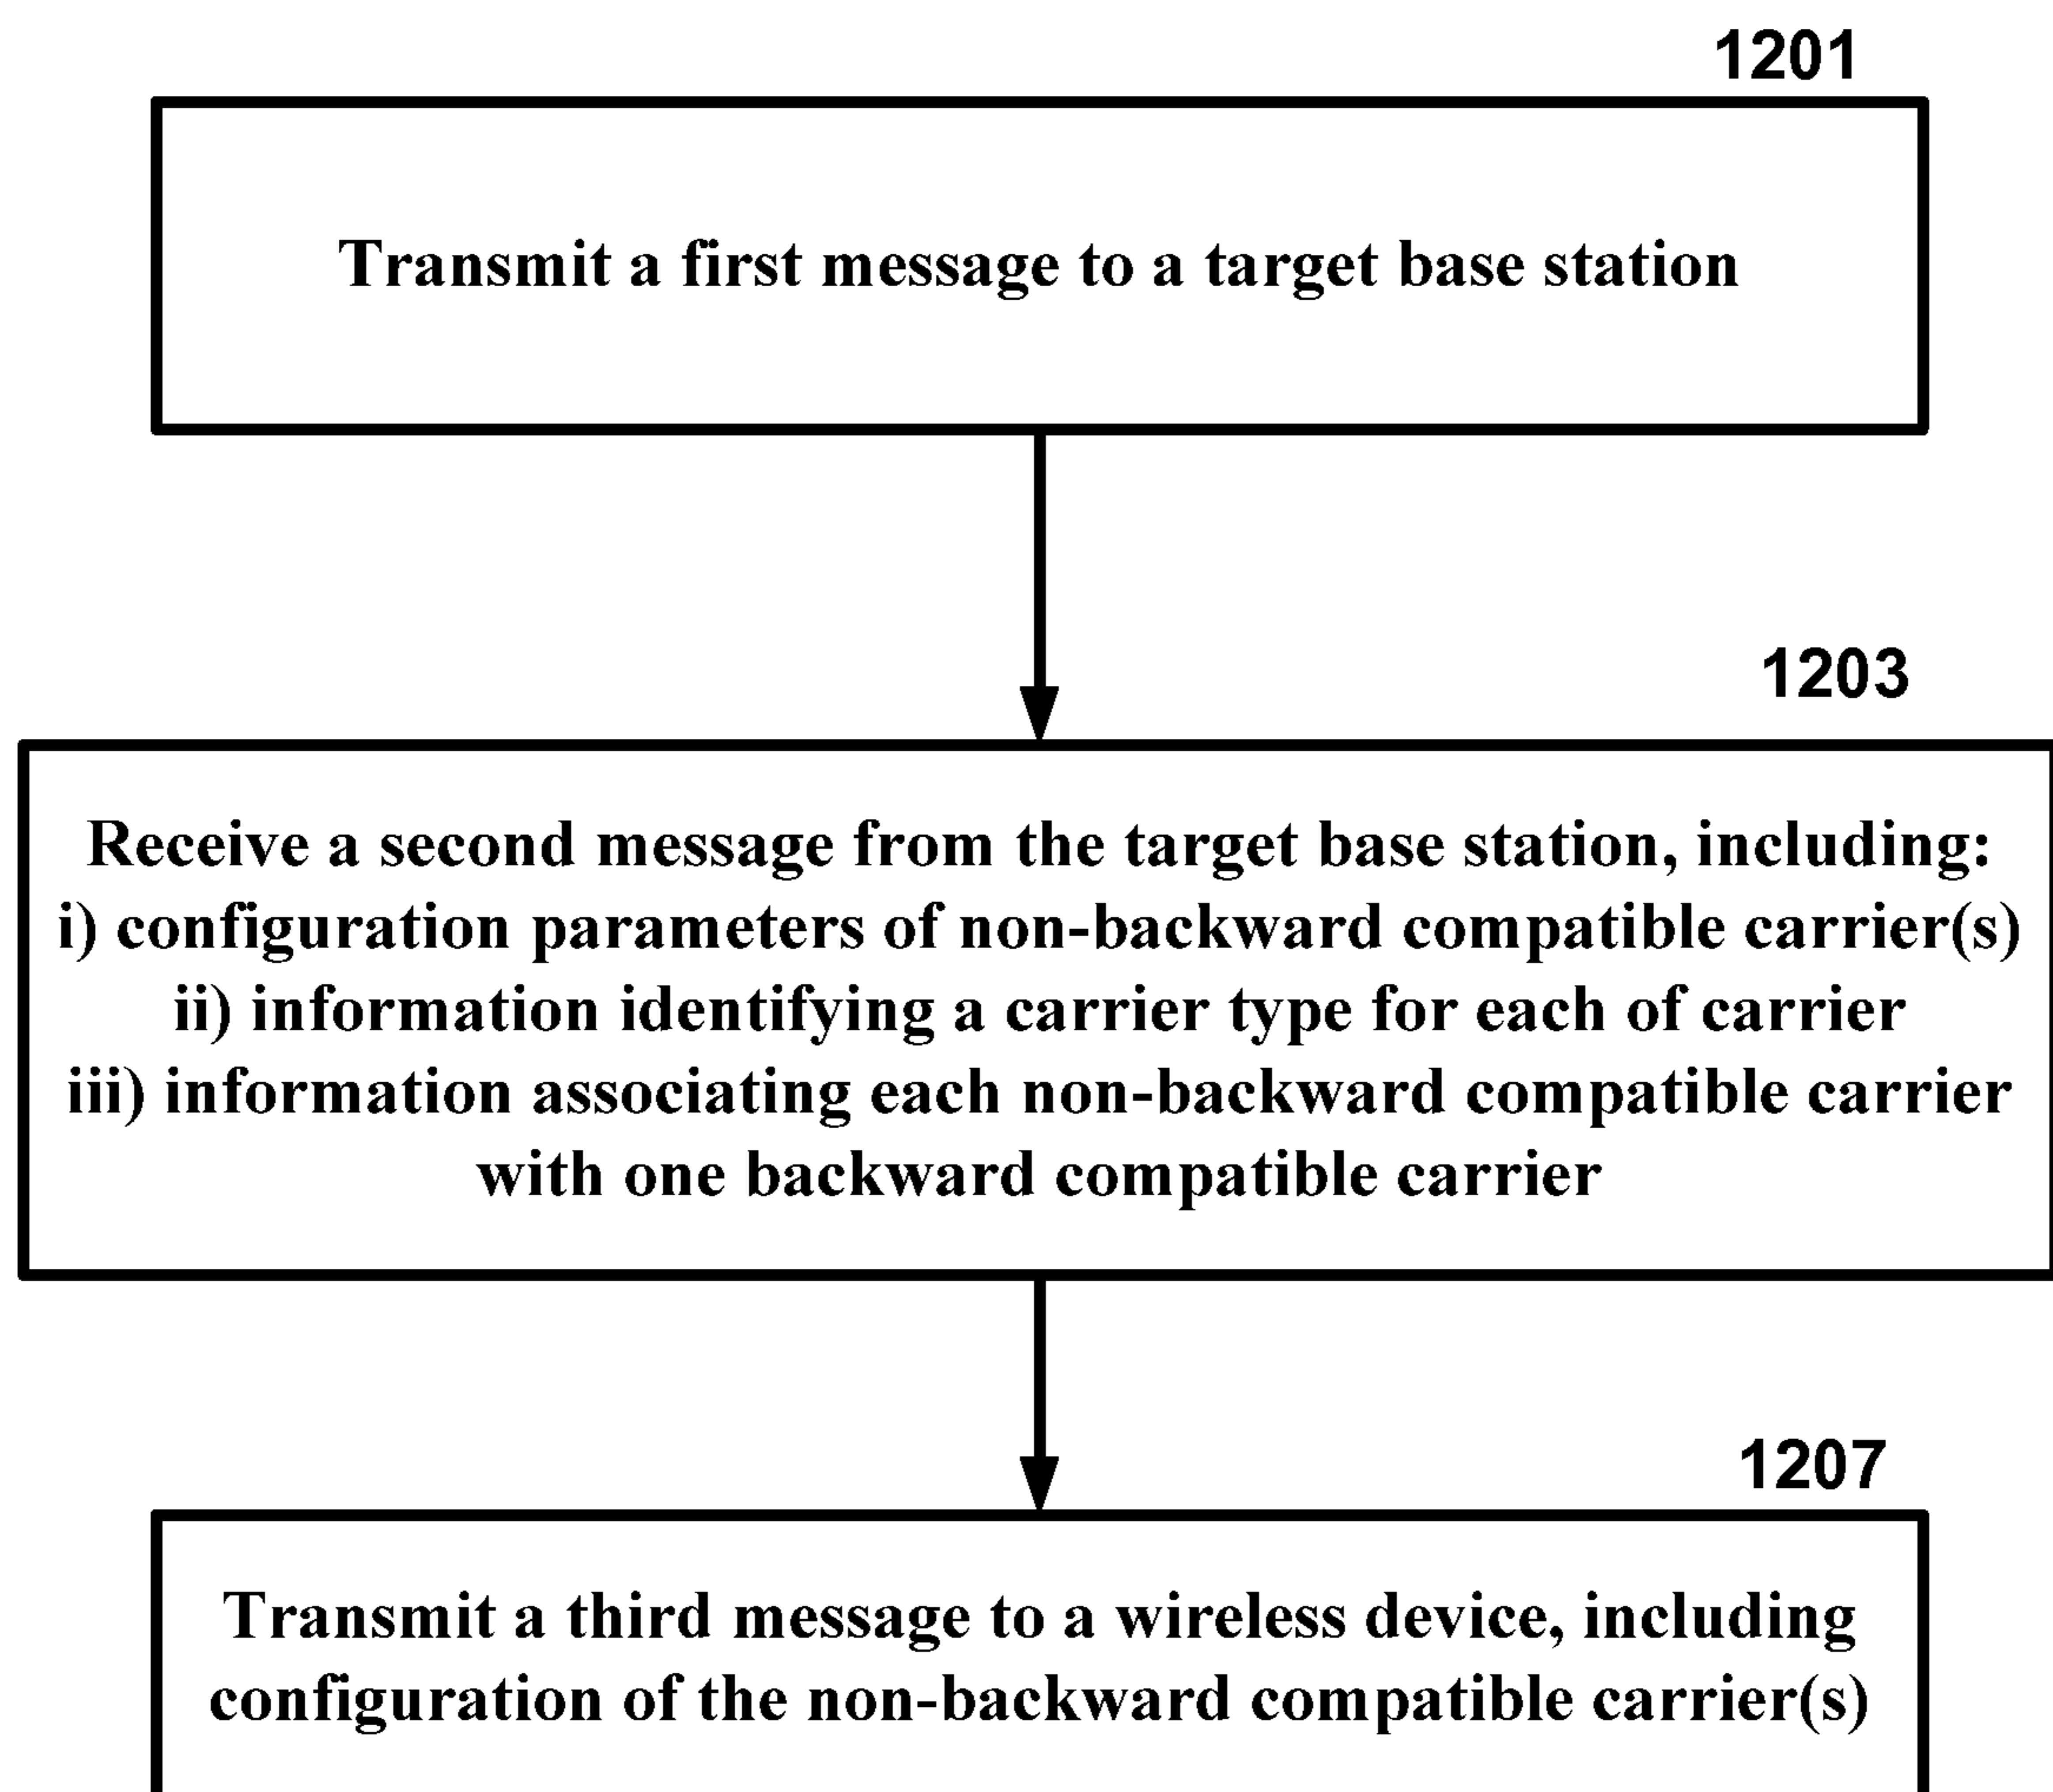 1201
Transmit a first message to a target base station
1203
Receive a second message from the target base station, including:
i) configuration parameters of non-backward compatible carrier(s)
ii) information identifying a carrier type for each of carrier
iii) information associating each non-backward compatible carrier
with one backward compatible carrier
1207
Transmit a third message to a wireless device, including
configuration of the non-backward compatible carrier(s)